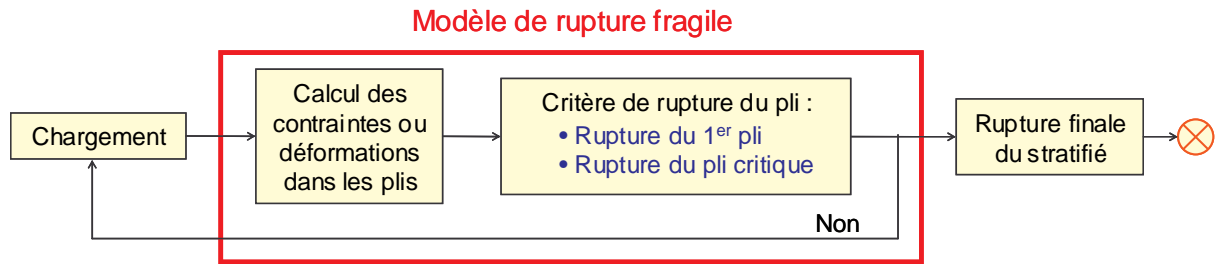 Modèle de rupture fragile
Chargement
Calcul des
contraintes ou
déformations
dans les plis
Critère de rupture du pli :
• Rupture du 1er pli
• Rupture du pli critique
Rupture finale
du stratifié
Non